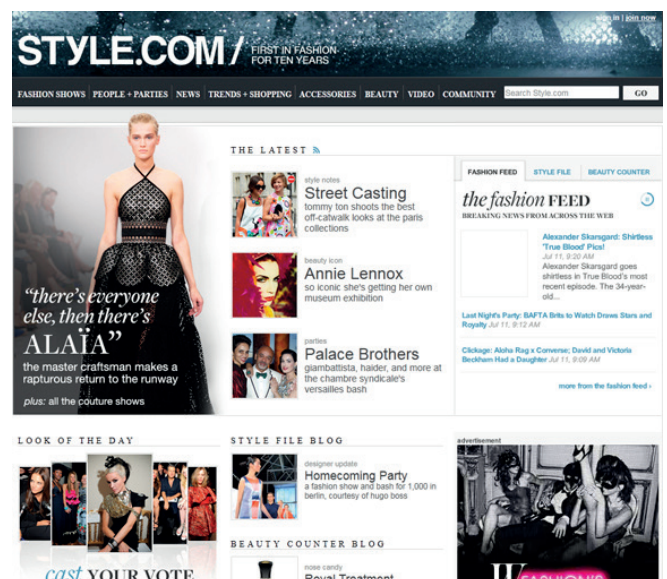 sign in | join now
STYLE.COM/ FIRST IN FASHION
FOR TEN YEARS
FASHION SHOWS PEOPLE + PARTIES NEWS TRENDS + SHOPPING ACCESSORIES BEAUTY VIDEO COMMUNITY Search Style.com GO
"there's everyone
else, then there's
ALAÏA"
the master craftsman makes a
rapturous return to the runway
plus: all the couture shows
THE LATEST
style notes
Street Casting
tommy ton shoots the best
off-catwalk looks at the paris
collections
beauty icon
Annie Lennox
so iconic she's getting her own
museum exhibition
parties
Palace Brothers
giambattista, haider, and more at
the chambre syndicale's
versailles bash
FASHION FEED STYLE FILE BEAUTY COUNTER
the fashion FEED
BREAKING NEWS FROM ACROSS THE WEB
Alexander Skarsgard: Shirtless
'True Blood' Pics!
Jul 11, 9:20 AM
Alexander Skarsgard goes
shirtless in True Blood's most
recent episode. The 34-year-
old...
Last Night's Party: BAFTA Brits to Watch Draws Stars and
Royalty Jul 11, 9:12 AM
Clickage: Aloha Rag x Converse; David and Victoria
Beckham Had a Daughter Jul 11, 9:09 AM
more from the fashion feed ›
LOOK OF THE DAY
cast YOUR VOTE
STYLE FILE BLOG
designer update
Homecoming Party
a fashion show and bash for 1,000 in
berlin, courtesy of hugo boss
BEAUTY COUNTER BLOG
nose candy
Royal Treatment
advertisement
FASHION'S